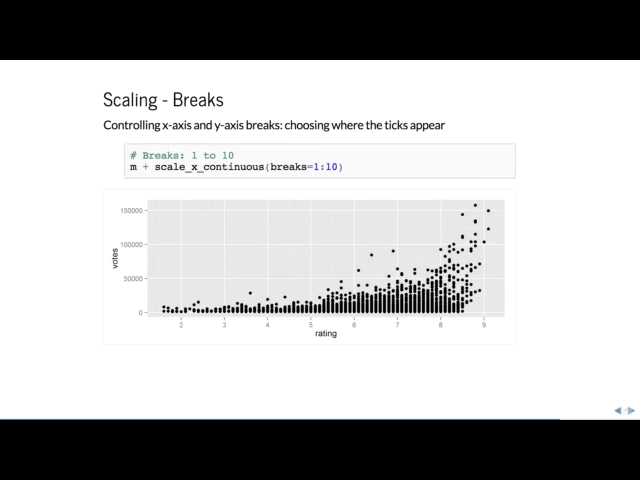 Scaling - Breaks
Controlling x-axis and y-axis breaks: choosing where the ticks appear
# Breaks: 1 to 10
m + scale_x_continuous(breaks=1:10)
150000
100000
50000
0
votes
2 3 4 5 6 7 8 9
rating